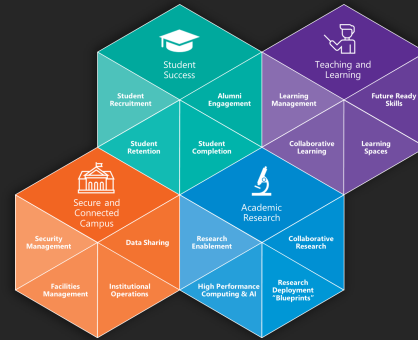 Student
Success
Teaching and
Learning
Student
Recruitment
Alumni
Engagement
Learning
Management
Future Ready
Skills
Student
Retention
Student
Completion
Collaborative
Learning
Learning
Spaces
Secure and
Connected
Campus
Academic
Research
Security
Management
Data Sharing
Research
Enablement
Collaborative
Research
Facilities
Management
Institutional
Operations
High Performance
Computing & AI
Research
Deployment
"Blueprints"